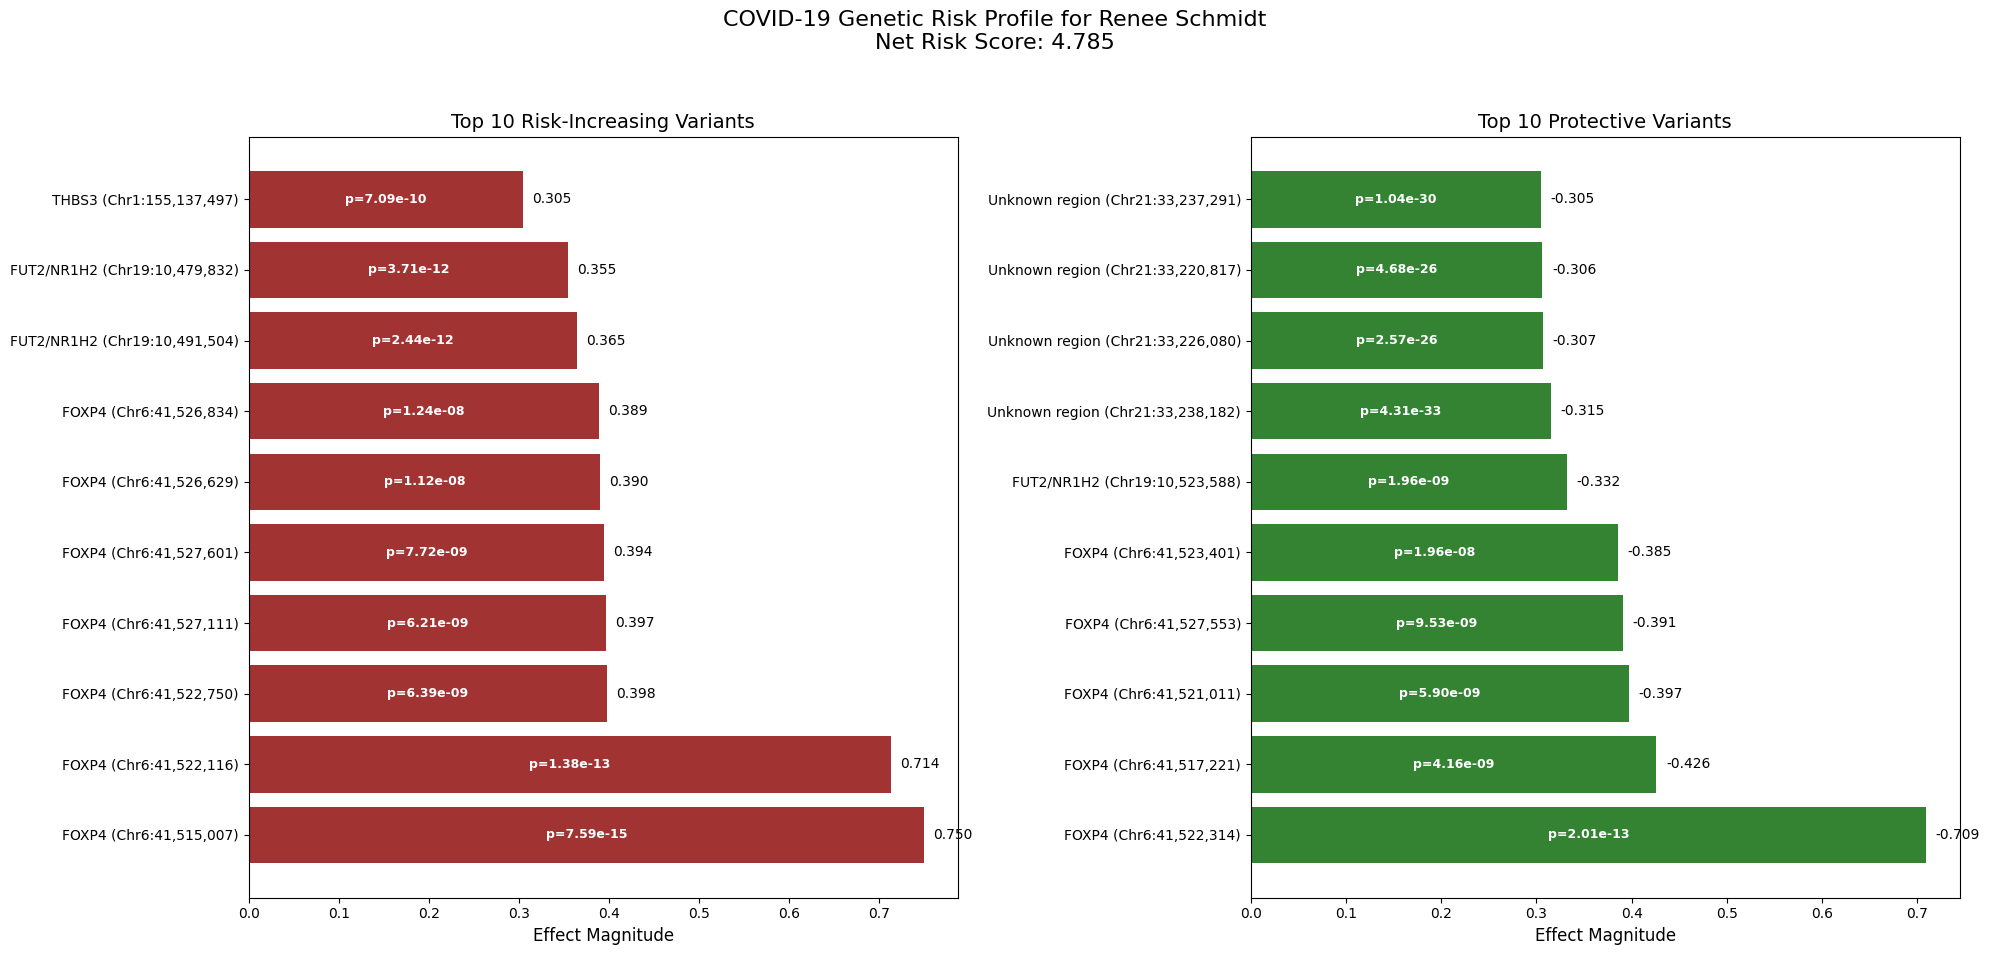 COVID-19 Genetic Risk Profile for Renee Schmidt
Net Risk Score: 4.785
Top 10 Risk-Increasing Variants
THBS3 (Chr1:155,137,497) p=7.09e-10 0.305
FUT2/NR1H2 (Chr19:10,479,832) p=3.71e-12 0.355
FUT2/NR1H2 (Chr19:10,491,504) p=2.44e-12 0.365
FOXP4 (Chr6:41,526,834) p=1.24e-08 0.389
FOXP4 (Chr6:41,526,629) p=1.12e-08 0.390
FOXP4 (Chr6:41,527,601) p=7.72e-09 0.394
FOXP4 (Chr6:41,527,111) p=6.21e-09 0.397
FOXP4 (Chr6:41,522,750) p=6.39e-09 0.398
FOXP4 (Chr6:41,522,116) p=1.38e-13 0.714
FOXP4 (Chr6:41,515,007) p=7.59e-15 0.750
0.0 0.1 0.2 0.3 0.4 0.5 0.6 0.7
Effect Magnitude
Top 10 Protective Variants
Unknown region (Chr21:33,237,291) p=1.04e-30 -0.305
Unknown region (Chr21:33,220,817) p=4.68e-26 -0.306
Unknown region (Chr21:33,226,080) p=2.57e-26 -0.307
Unknown region (Chr21:33,238,182) p=4.31e-33 -0.315
FUT2/NR1H2 (Chr19:10,523,588) p=1.96e-09 -0.332
FOXP4 (Chr6:41,523,401) p=1.96e-08 -0.385
FOXP4 (Chr6:41,527,553) p=9.53e-09 -0.391
FOXP4 (Chr6:41,521,011) p=5.90e-09 -0.397
FOXP4 (Chr6:41,517,221) p=4.16e-09 -0.426
FOXP4 (Chr6:41,522,314) p=2.01e-13 -0.709
0.0 0.1 0.2 0.3 0.4 0.5 0.6 0.7
Effect Magnitude